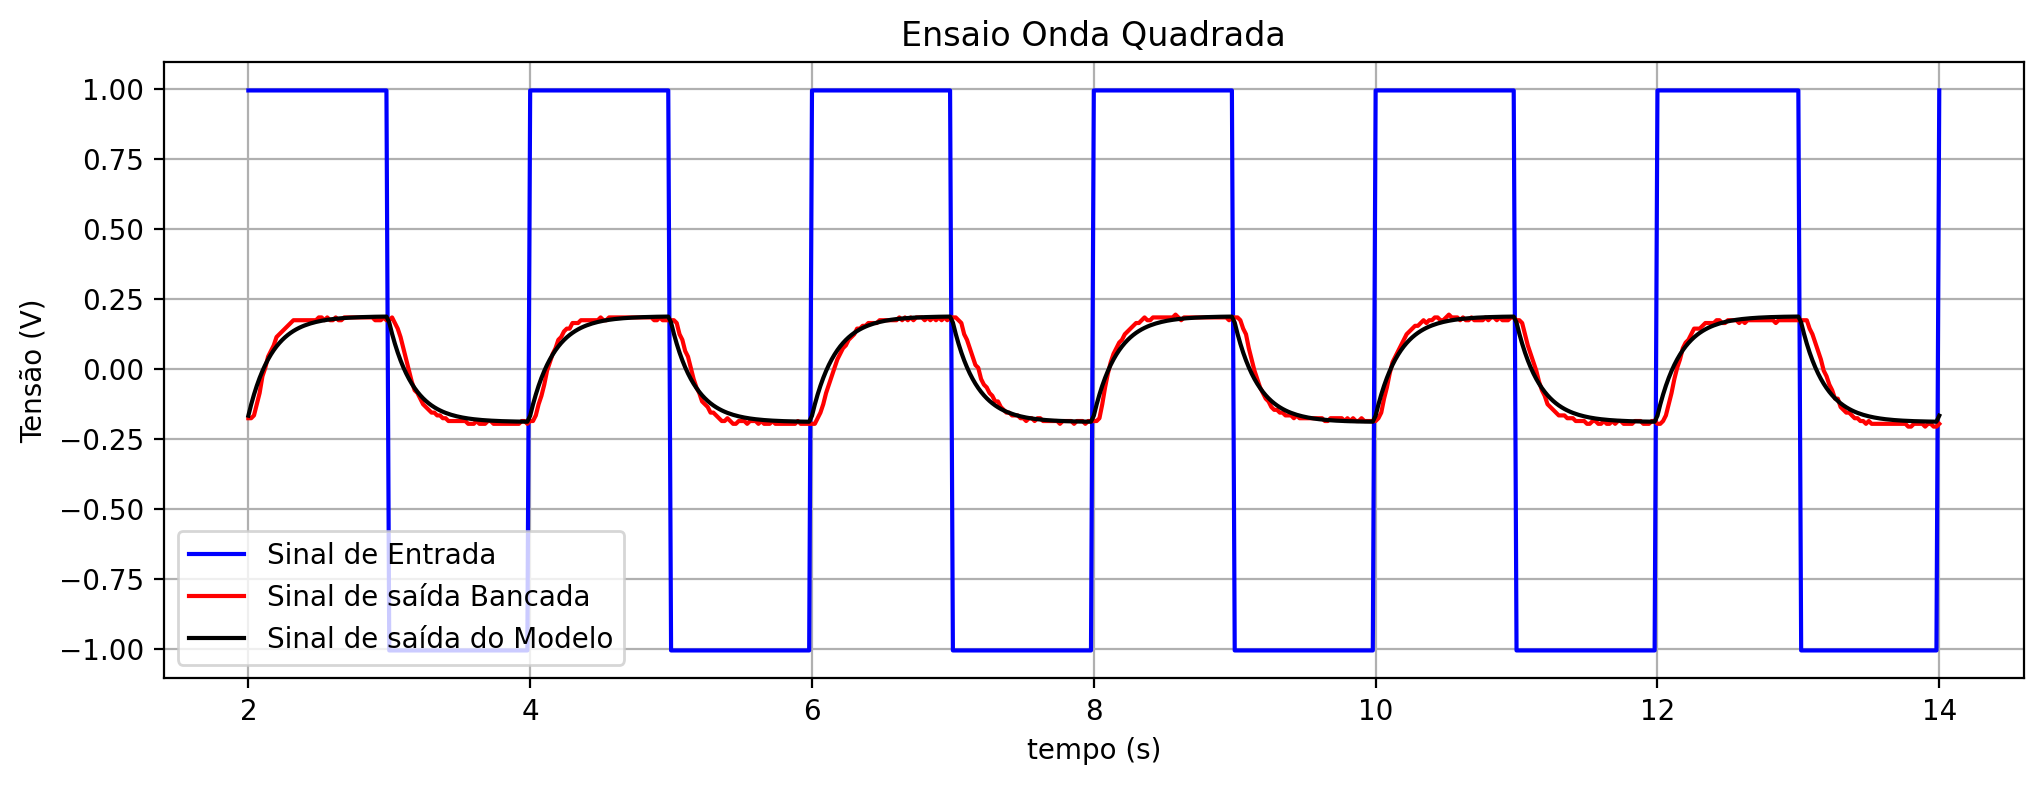 Ensaio Onda Quadrada
1.00
0.75
0.50
0.25
0.00
−0.25
−0.50
−0.75
−1.00
Tensão (V)
Sinal de Entrada
Sinal de saída Bancada
Sinal de saída do Modelo
2 4 6 8 10 12 14
tempo (s)